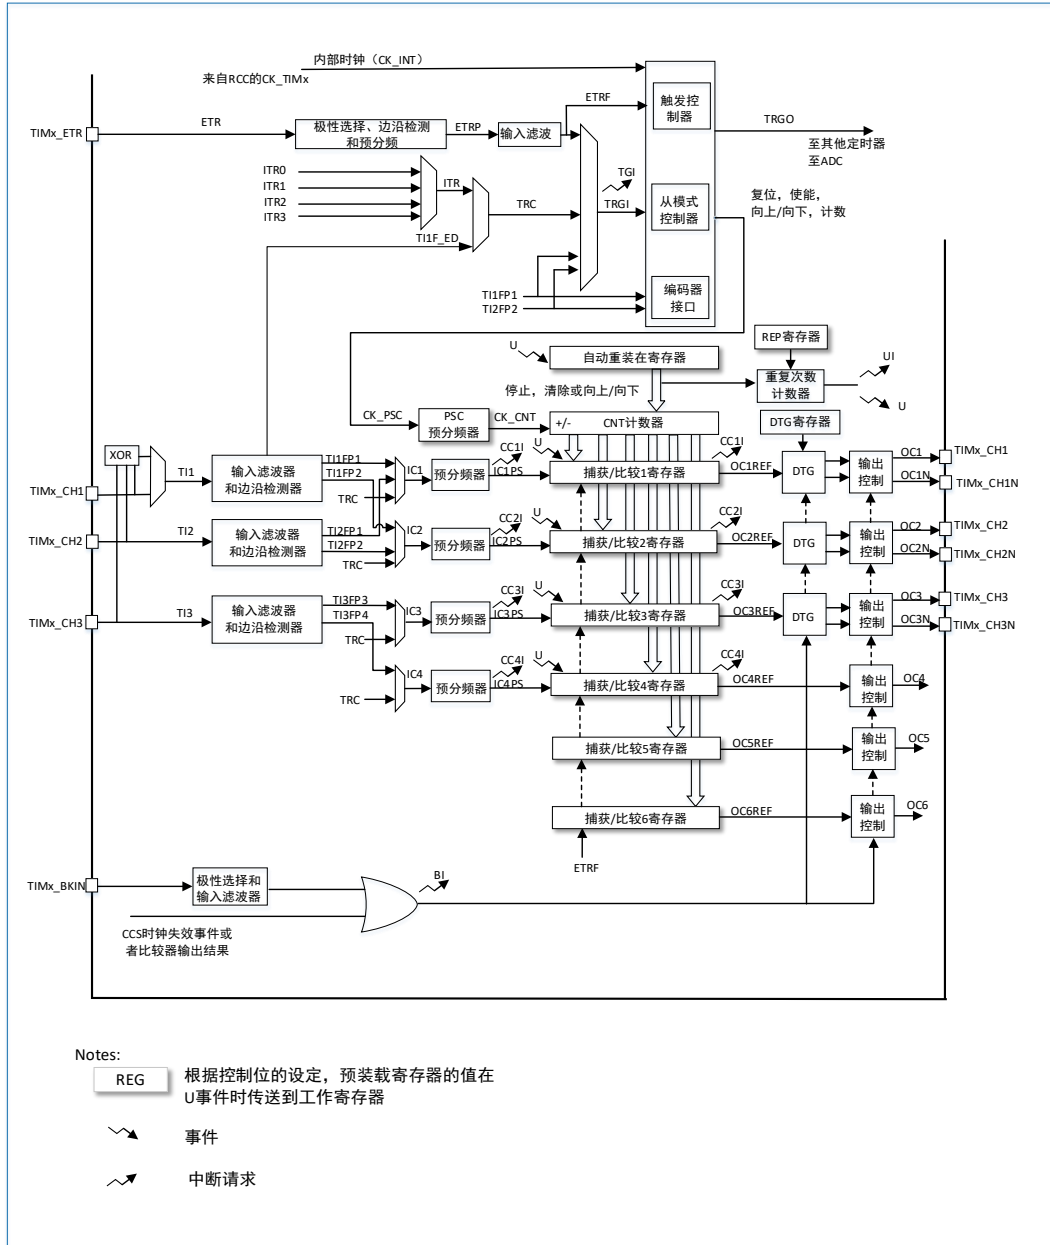 内部时钟（CK_INT）
来自RCC的CK_TIMx
ETRF
触发控
制器
TIMx_ETR
ETR
极性选择、边沿检测
和预分频
ETRP
输入滤波
TRGO
至其他定时器
至ADC
ITR0
ITR1
ITR2
ITR3
ITR
TRC
TGI
TRGI
从模式
控制器
复位，使能，
向上/向下，计数
TI1F_ED
TI1FP1
TI2FP2
编码器
接口
REP寄存器
U
自动重装在寄存器
重复次数
计数器
UI
U
停止，清除或向上/向下
CK_PSC
PSC
预分频器
CK_CNT
+/-
CNT计数器
DTG寄存器
XOR
TI1
输入滤波器
和边沿检测器
TI1FP1
TI1FP2
TRC
IC1
预分频器
CC1I
IC1PS
U
捕获/比较1寄存器
CC1I
OC1REF
DTG
输出
控制
OC1
OC1N
TIMx_CH1
TIMx_CH1N
TIMx_CH1
TIMx_CH2
TI2
输入滤波器
和边沿检测器
TI2FP1
TI2FP2
TRC
IC2
预分频器
CC2I
IC2PS
U
捕获/比较2寄存器
CC2I
OC2REF
DTG
输出
控制
OC2
OC2N
TIMx_CH2
TIMx_CH2N
TIMx_CH3
TI3
输入滤波器
和边沿检测器
TI3FP3
TI3FP4
TRC
IC3
预分频器
CC3I
IC3PS
U
捕获/比较3寄存器
CC3I
OC3REF
DTG
输出
控制
OC3
OC3N
TIMx_CH3
TIMx_CH3N
TRC
IC4
预分频器
CC4I
IC4PS
U
捕获/比较4寄存器
CC4I
OC4REF
输出
控制
OC4
捕获/比较5寄存器
OC5REF
输出
控制
OC5
捕获/比较6寄存器
OC6REF
输出
控制
OC6
ETRF
TIMx_BKIN
极性选择和
输入滤波器
BI
CCS时钟失效事件或
者比较器输出结果
Notes:
REG
根据控制位的设定，预装载寄存器的值在
U事件时传送到工作寄存器
事件
中断请求